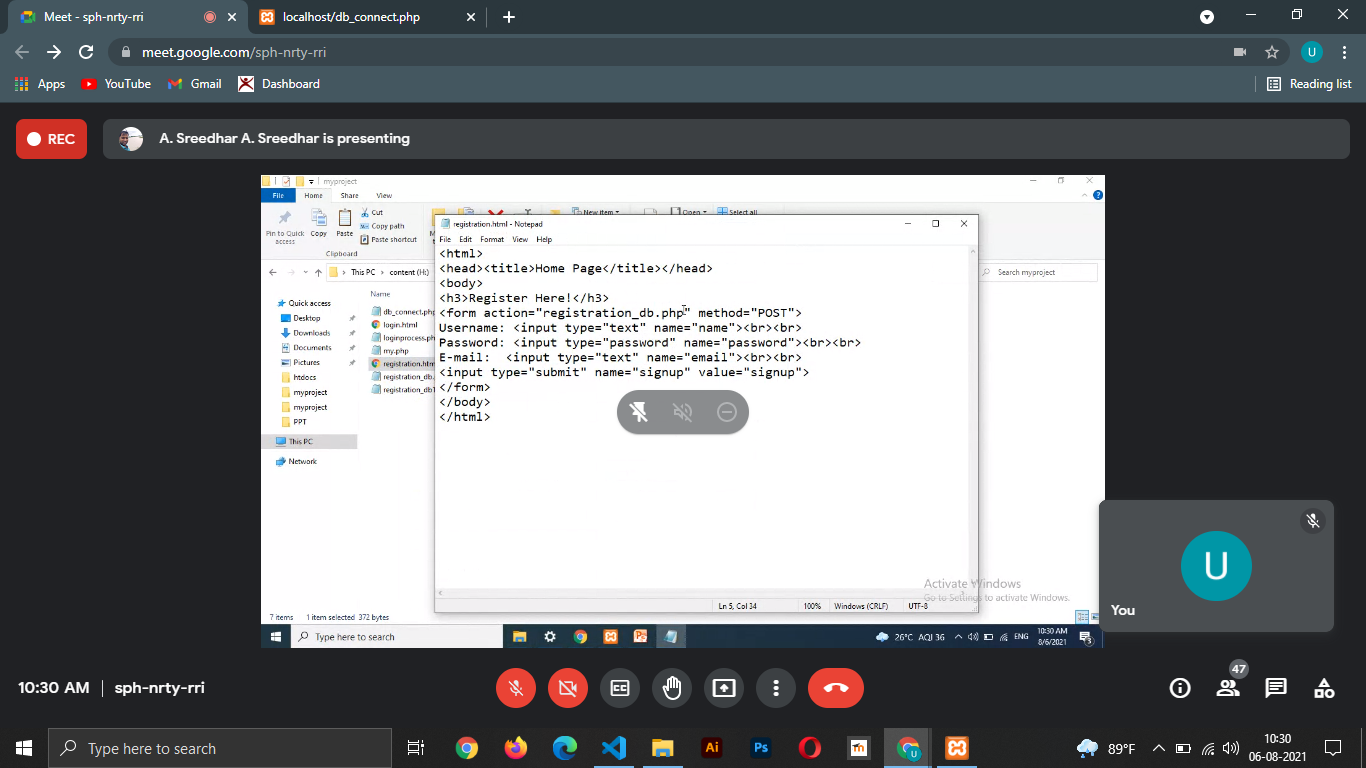 Meet - sph-nrty-rri
localhost/db_connect.php
meet.google.com/sph-nrty-rri
U
Apps YouTube Gmail Dashboard
Reading list
REC
A. Sreedhar A. Sreedhar is presenting
myproject
File Home Share View
Pin to Quick access
Copy
Paste
Cut
Copy path
Paste shortcut
Clipboard
New item
Open
Select all
This PC > content (H:)
Search myproject
Name
Quick access
Desktop
Downloads
Documents
Pictures
htdocs
myproject
myproject
PPT
This PC
Network
db_connect.php
login.html
loginprocess.ph
my.php
registration.htm
registration_db.
registration_db1
registration.html - Notepad
File Edit Format View Help
<html>
<head><title>Home Page</title></head>
<body>
<h3>Register Here!</h3>
<form action="registration_db.php" method="POST">
Username: <input type="text" name="name"><br><br>
Password: <input type="password" name="password"><br><br>
E-mail: <input type="text" name="email"><br><br>
<input type="submit" name="signup" value="signup">
</form>
</body>
</html>
Ln 5, Col 34 100% Windows (CRLF) UTF-8
Activate Windows
Go to Settings to activate Windows.
7 items 1 item selected 372 bytes
Type here to search
26°C AQI 36
ENG
10:30 AM
8/6/2021
3
U
You
10:30 AM | sph-nrty-rri
47
Type here to search
Ai
Ps
U
89°F
10:30
06-08-2021